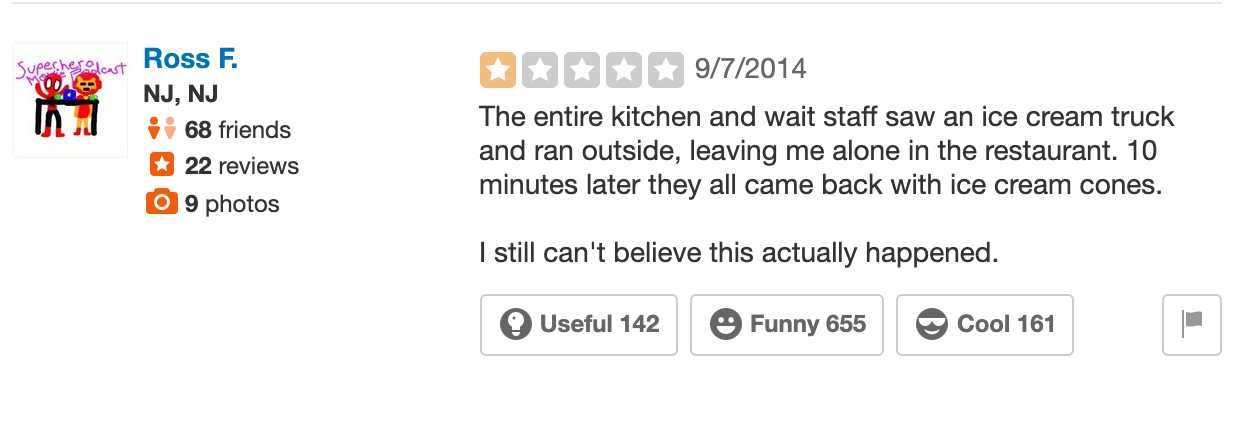 Superhero
Movie Podcast
Ross F.
NJ, NJ
68 friends
22 reviews
9 photos
9/7/2014
The entire kitchen and wait staff saw an ice cream truck
and ran outside, leaving me alone in the restaurant. 10
minutes later they all came back with ice cream cones.
I still can't believe this actually happened.
Useful 142
Funny 655
Cool 161